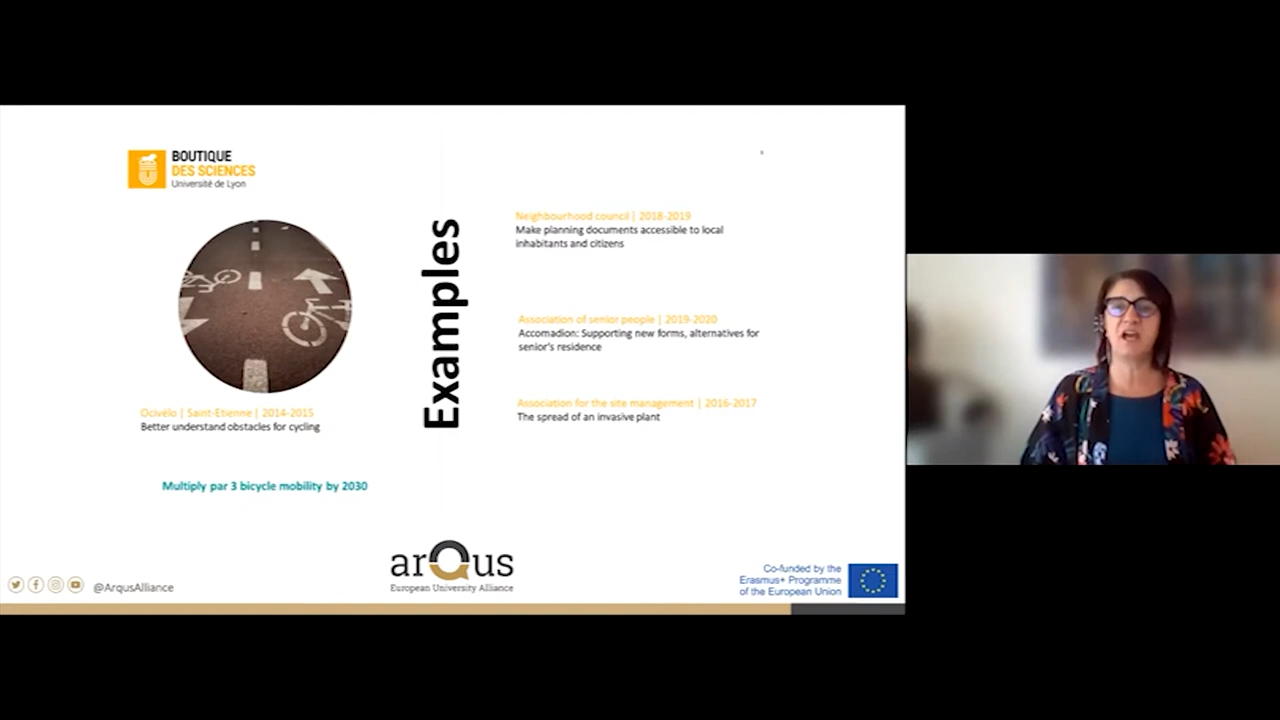 BOUTIQUE
DES SCIENCES
Université de Lyon
Ocivélo | Saint-Etienne | 2014-2015
Better understand obstacles for cycling
Multiply par 3 bicycle mobility by 2030
Examples
Neighbourhood council | 2018-2019
Make planning documents accessible to local
inhabitants and citizens
Association of senior people | 2019-2020
Accomadion: Supporting new forms, alternatives for
senior's residence
Association for the site management | 2016-2017
The spread of an invasive plant
@ArqusAlliance
arQus
European University Alliance
Co-funded by the
Erasmus+ Programme
of the European Union